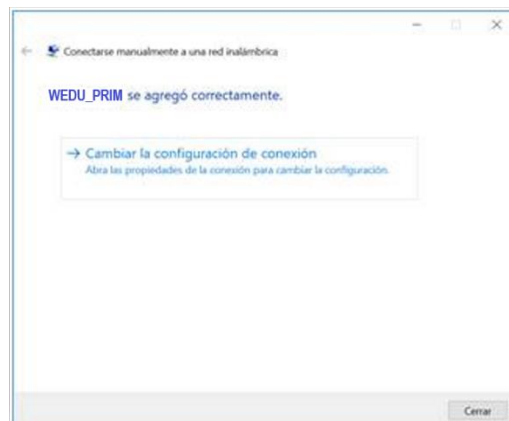 Conectarse manualmente a una red inalámbrica
WEDU_PRIM se agregó correctamente.
→ Cambiar la configuración de conexión
Abra las propiedades de la conexión para cambiar la configuración.
Cerrar